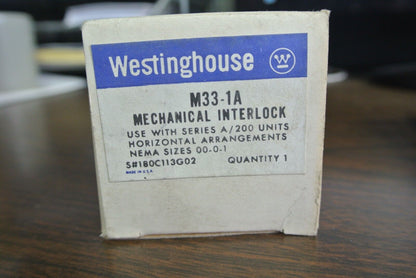 Westinghouse W
M33-1A
MECHANICAL INTERLOCK
USE WITH SERIES A/200 UNITS
HORIZONTAL ARRANGEMENTS
NEMA SIZES 00-0-1
S#180C113G02 QUANTITY 1
MADE IN U.S.A.